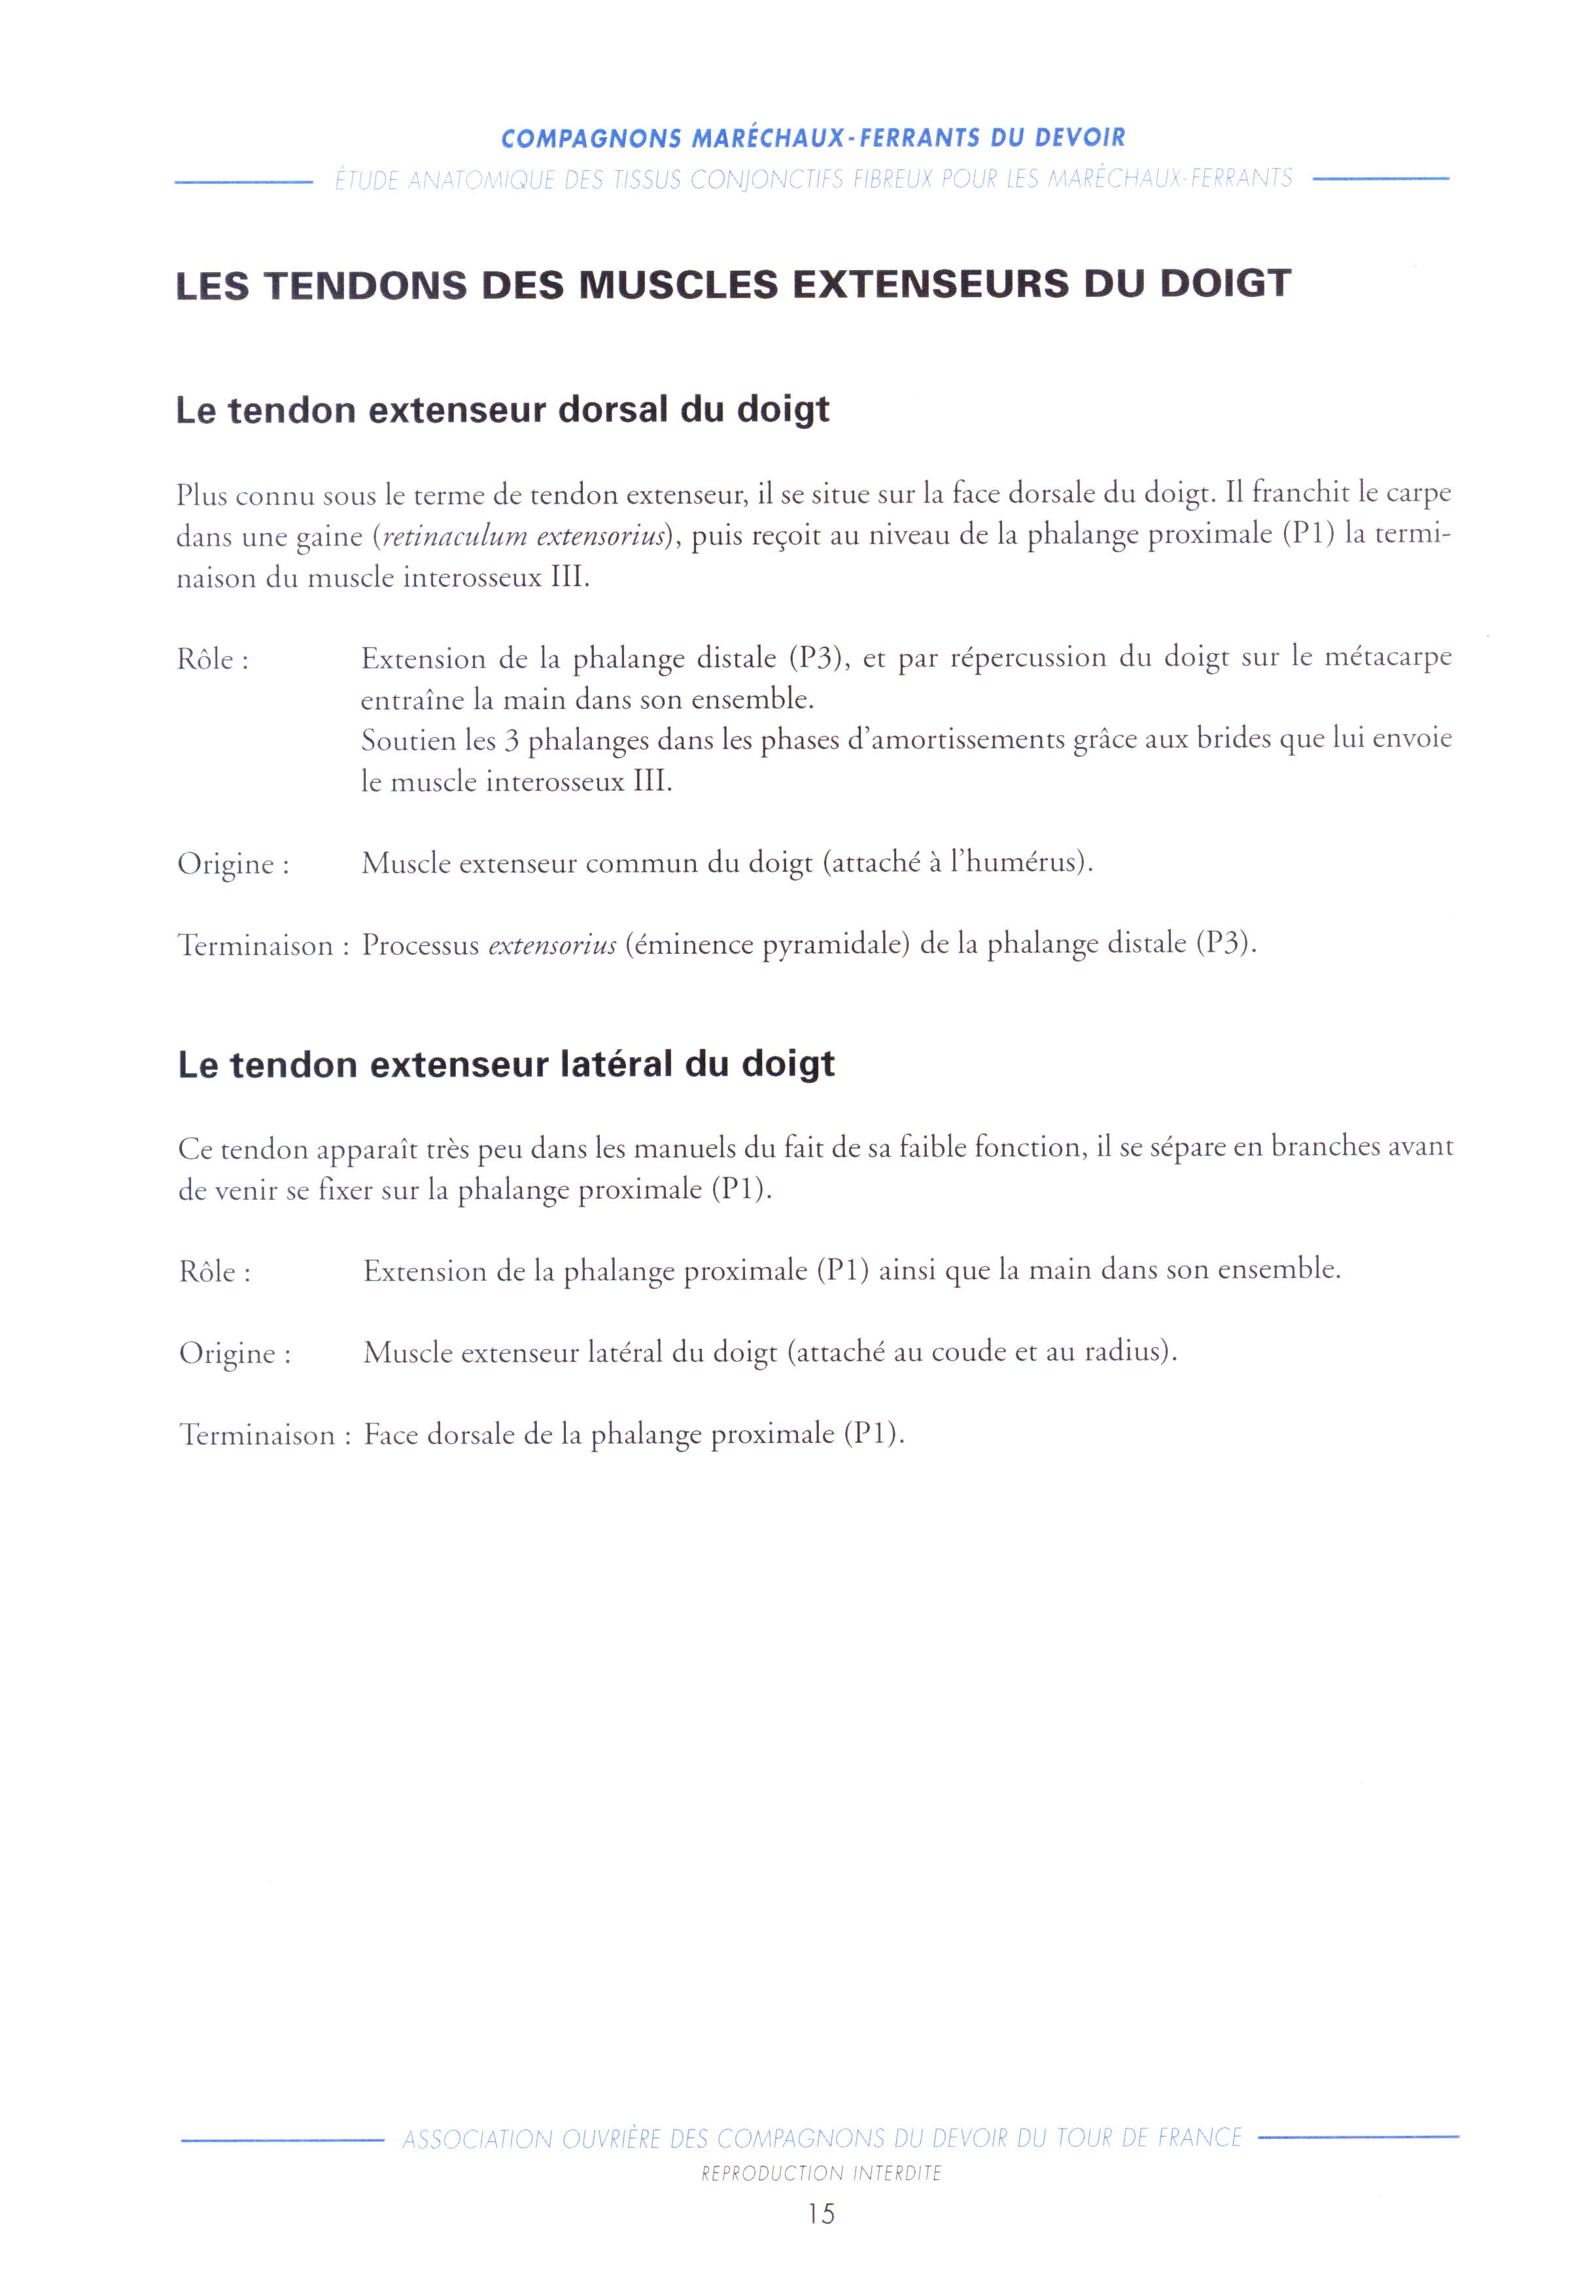 COMPAGNONS MARÉCHAUX-FERRANTS DU DEVOIR
ÉTUDE ANATOMIQUE DES TISSUS CONJONCTIFS FIBREUX POUR LES MARÉCHAUX-FERRANTS
LES TENDONS DES MUSCLES EXTENSEURS DU DOIGT
Le tendon extenseur dorsal du doigt
Plus connu sous le terme de tendon extenseur, il se situe sur la face dorsale du doigt. Il franchit le carpe
dans une gaine (retinaculum extensorius), puis reçoit au niveau de la phalange proximale (P1) la termi-
naison du muscle interosseux III.
Rôle : Extension de la phalange distale (P3), et par répercussion du doigt sur le métacarpe
entraîne la main dans son ensemble.
Soutien les 3 phalanges dans les phases d’amortissements grâce aux brides que lui envoie
le muscle interosseux III.
Origine : Muscle extenseur commun du doigt (attaché à l’humérus).
Terminaison : Processus extensorius (éminence pyramidale) de la phalange distale (P3).
Le tendon extenseur latéral du doigt
Ce tendon apparaît très peu dans les manuels du fait de sa faible fonction, il se sépare en branches avant
de venir se fixer sur la phalange proximale (P1).
Rôle : Extension de la phalange proximale (P1) ainsi que la main dans son ensemble.
Origine : Muscle extenseur latéral du doigt (attaché au coude et au radius).
Terminaison : Face dorsale de la phalange proximale (P1).
ASSOCIATION OUVRIÈRE DES COMPAGNONS DU DEVOIR DU TOUR DE FRANCE
REPRODUCTION INTERDITE
15